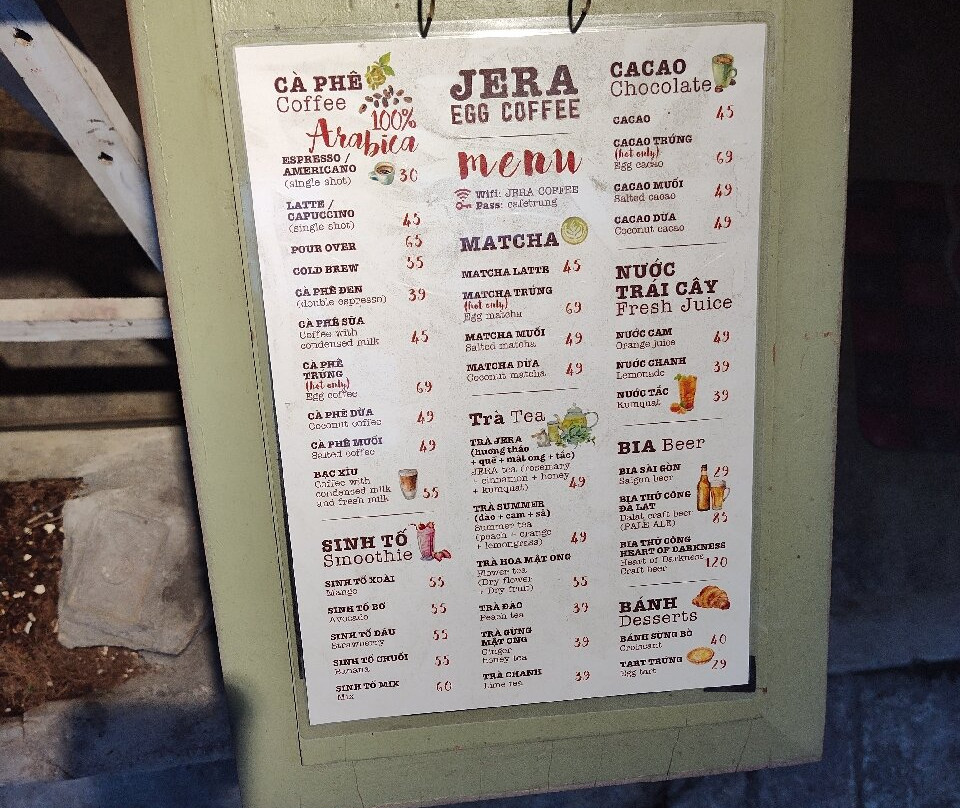 CÀ PHÊ
Coffee
100%
Arabica
ESPRESSO /
AMERICANO
(single shot) 30
LATTE /
CAPUCCINO
(single shot) 45
POUR OVER 65
COLD BREW 55
CÀ PHÊ ĐEN
(double espresso) 39
CÀ PHÊ SỮA
Coffee with
condensed milk 45
CÀ PHÊ
TRỨNG
(hot only)
Egg coffee 69
CÀ PHÊ DỪA
Coconut coffee 49
CÀ PHÊ MUỐI
Salted coffee 49
BẠC XỈU
Coffee with
condensed milk
and fresh milk 55
SINH TỐ
Smoothie
SINH TỐ XOÀI 55
Mango
SINH TỐ BƠ 55
Avocado
SINH TỐ DÂU 55
Strawberry
SINH TỐ CHUỐI 55
Banana
SINH TỐ MIX 60
Mix
JERA
EGG COFFEE
menu
Wifi: JERA COFFEE
Pass: cafetrung
MATCHA
MATCHA LATTE 45
MATCHA TRỨNG
(hot only)
Egg matcha 69
MATCHA MUỐI
Salted matcha 49
MATCHA DỪA
Coconut matcha 49
Trà Tea
TRÀ JERA
(hương thảo
+ quế + mật ong + tắc)
JERA tea (rosemary
+ cinnamon + honey
+ kumquat) 49
TRÀ SUMMER
(đào + cam + sả)
Summer tea
(peach + orange
+ lemongrass) 49
TRÀ HOA MẬT ONG
Flower tea
(Dry flower
+ Dry fruit) 55
TRÀ ĐÀO
Peach tea 39
TRÀ GỪNG
MẬT ONG
Ginger
honey tea 39
TRÀ CHANH
Lime tea 39
CACAO
Chocolate
CACAO 45
CACAO TRỨNG
(hot only)
Egg cacao 69
CACAO MUỐI
Salted cacao 49
CACAO DỪA
Coconut cacao 49
NƯỚC
TRÁI CÂY
Fresh Juice
NƯỚC CAM
Orange juice 49
NƯỚC CHANH
Lemonade 39
NƯỚC TẮC
Kumquat 39
BIA Beer
BIA SÀI GÒN 29
Saigon beer
BIA THỦ CÔNG
ĐÀ LẠT
Dalat craft beer
(PALE ALE) 85
BIA THỦ CÔNG
HEART OF DARKNESS
Heart of Darkness
Craft beer 120
BÁNH
Desserts
BÁNH SỪNG BÒ 40
Croissant
TART TRỨNG 29
Egg tart